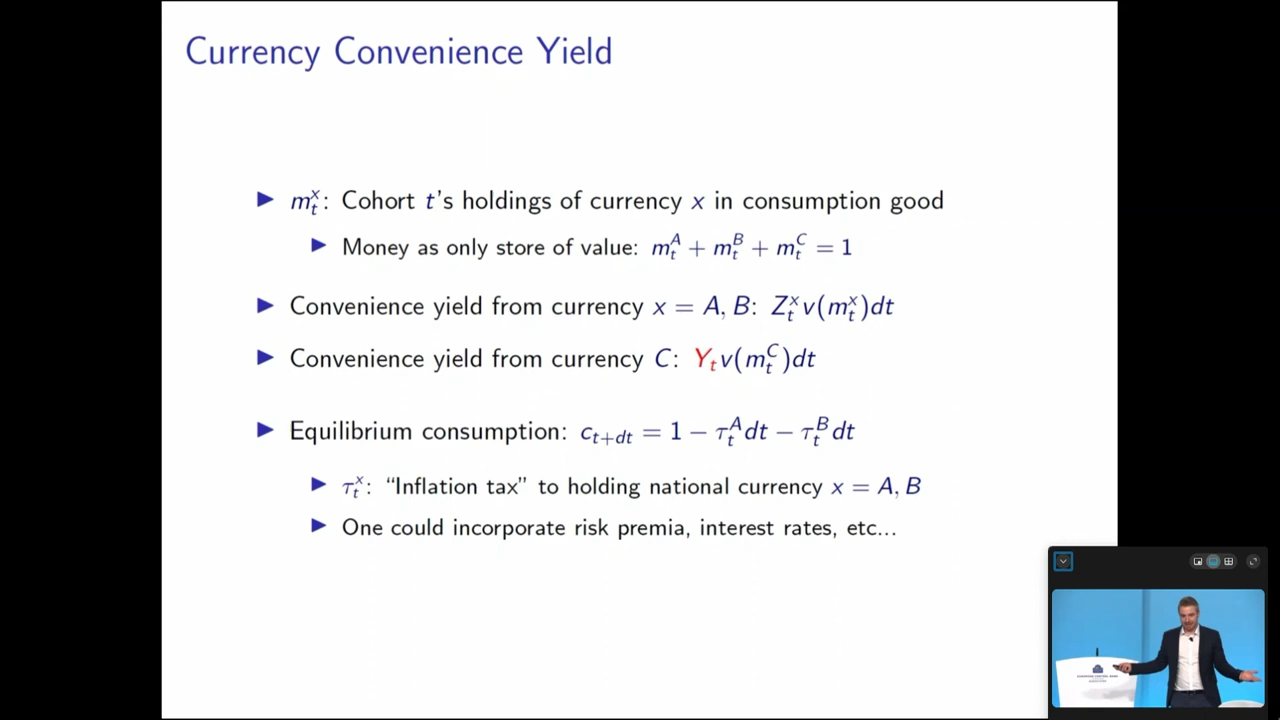 Currency Convenience Yield
▶ m_t^x: Cohort t's holdings of currency x in consumption good
▶ Money as only store of value: m_t^A + m_t^B + m_t^C = 1
▶ Convenience yield from currency x = A, B: Z_t^x v(m_t^x)dt
▶ Convenience yield from currency C: Y_t v(m_t^C)dt
▶ Equilibrium consumption: c_{t+dt} = 1 − τ_t^A dt − τ_t^B dt
▶ τ_t^x: “Inflation tax” to holding national currency x = A, B
▶ One could incorporate risk premia, interest rates, etc...
EUROPEAN CENTRAL BANK